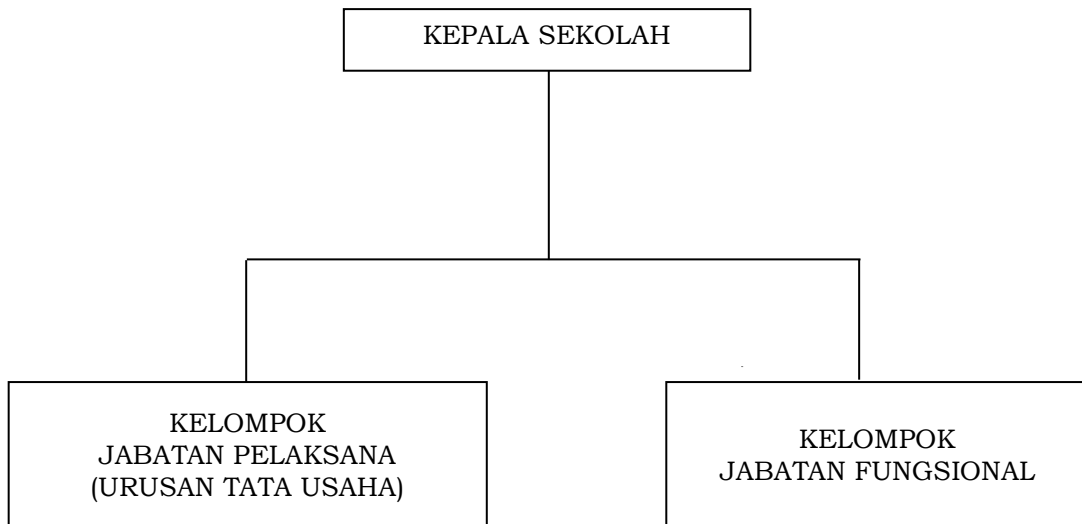 KEPALA SEKOLAH
KELOMPOK
JABATAN PELAKSANA
(URUSAN TATA USAHA)
KELOMPOK
JABATAN FUNGSIONAL